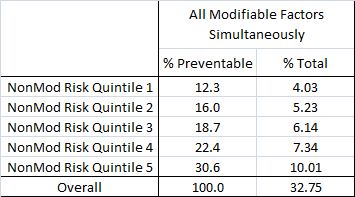 All Modifiable Factors
Simultaneously
% Preventable % Total
NonMod Risk Quintile 1 12.3 4.03
NonMod Risk Quintile 2 16.0 5.23
NonMod Risk Quintile 3 18.7 6.14
NonMod Risk Quintile 4 22.4 7.34
NonMod Risk Quintile 5 30.6 10.01
Overall 100.0 32.75